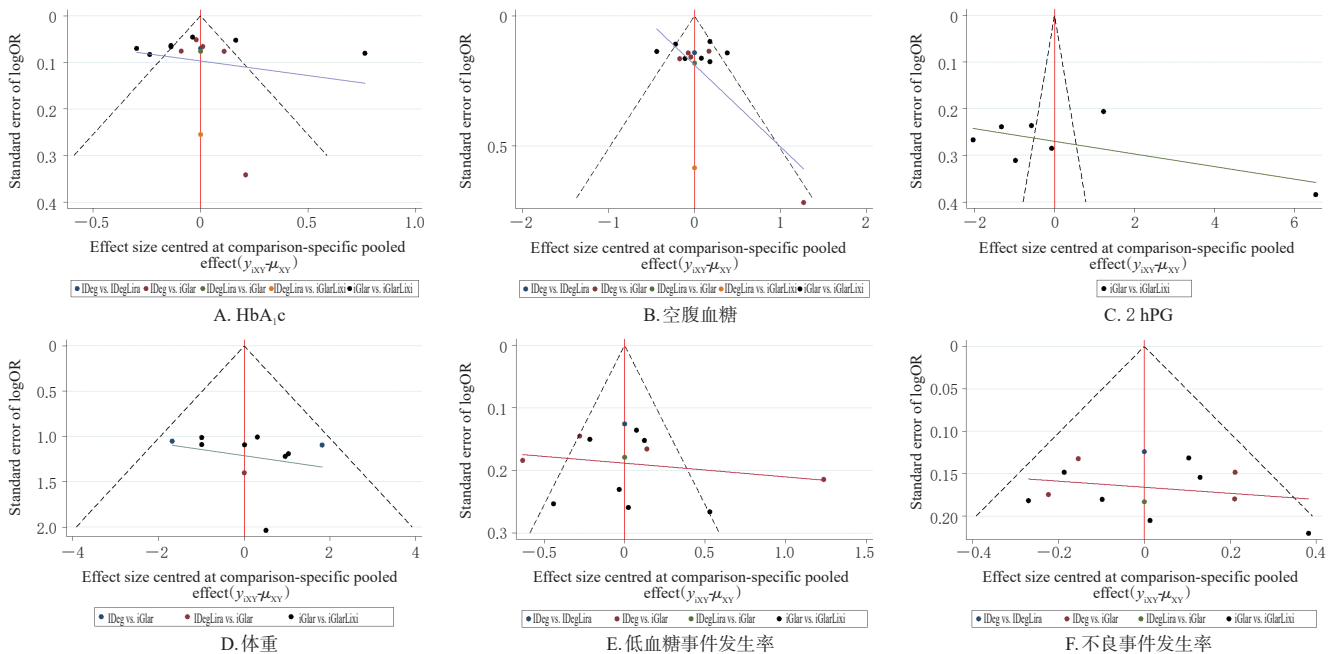 Standard error of logOR
0
0.1
0.2
0.3
0.4
−0.5
0
0.5
1.0
Effect size centred at comparison-specific pooled
effect(yiXY-μXY)
IDeg vs. IDegLira
IDeg vs. iGlar
IDegLira vs. iGlar
IDegLira vs. iGlarLixi
iGlar vs. iGlarLixi
A. HbA1c
Standard error of logOR
0
0.5
−2
−1
0
1
2
Effect size centred at comparison-specific pooled
effect(yiXY-μXY)
IDeg vs. IDegLira
IDeg vs. iGlar
IDegLira vs. iGlar
IDegLira vs. iGlarLixi
iGlar vs. iGlarLixi
B.空腹血糖
Standard error of logOR
0
0.1
0.2
0.3
0.4
−2
0
2
4
6
Effect size centred at comparison-specific pooled
effect(yiXY-μXY)
iGlar vs. iGlarLixi
C. 2 hPG
Standard error of logOR
0
0.5
1.0
1.5
2.0
−4
−2
0
2
4
Effect size centred at comparison-specific pooled
effect(yiXY-μXY)
IDeg vs. iGlar
IDegLira vs. iGlar
iGlar vs. iGlarLixi
D.体重
Standard error of logOR
0
0.1
0.2
0.3
−0.5
0
0.5
1.0
1.5
Effect size centred at comparison-specific pooled
effect(yiXY-μXY)
IDeg vs. IDegLira
IDeg vs. iGlar
IDegLira vs. iGlar
iGlar vs. iGlarLixi
E.低血糖事件发生率
Standard error of logOR
0
0.05
0.10
0.15
0.20
−0.4
−0.2
0
0.2
0.4
Effect size centred at comparison-specific pooled
effect(yiXY-μXY)
IDeg vs. IDegLira
IDeg vs. iGlar
IDegLira vs. iGlar
iGlar vs. iGlarLixi
F.不良事件发生率